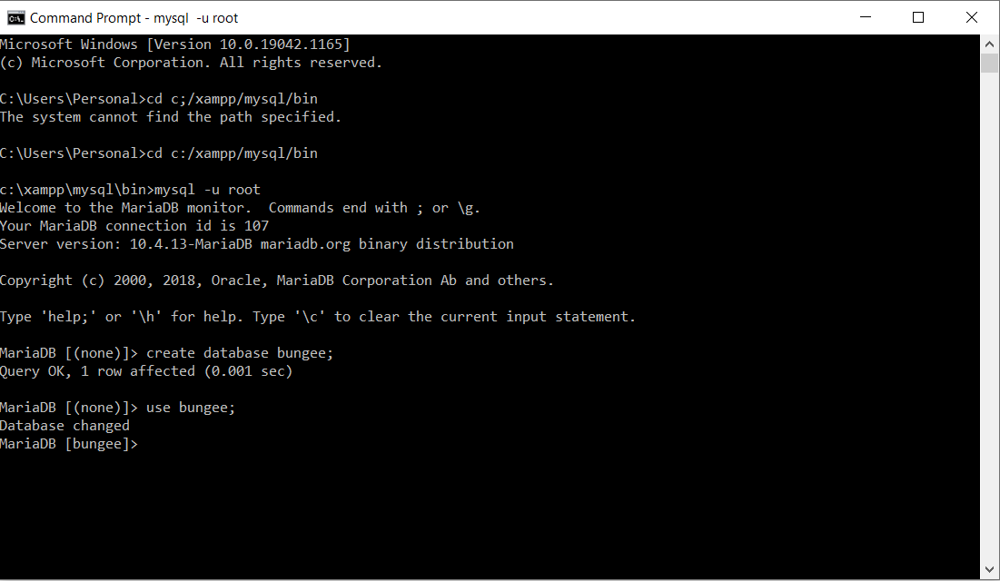 Command Prompt - mysql  -u root
Microsoft Windows [Version 10.0.19042.1165]
(c) Microsoft Corporation. All rights reserved.
C:\Users\Personal>cd c;/xampp/mysql/bin
The system cannot find the path specified.
C:\Users\Personal>cd c:/xampp/mysql/bin
c:\xampp\mysql\bin>mysql -u root
Welcome to the MariaDB monitor.  Commands end with ; or \g.
Your MariaDB connection id is 107
Server version: 10.4.13-MariaDB mariadb.org binary distribution
Copyright (c) 2000, 2018, Oracle, MariaDB Corporation Ab and others.
Type 'help;' or '\h' for help. Type '\c' to clear the current input statement.
MariaDB [(none)]> create database bungee;
Query OK, 1 row affected (0.001 sec)
MariaDB [(none)]> use bungee;
Database changed
MariaDB [bungee]>